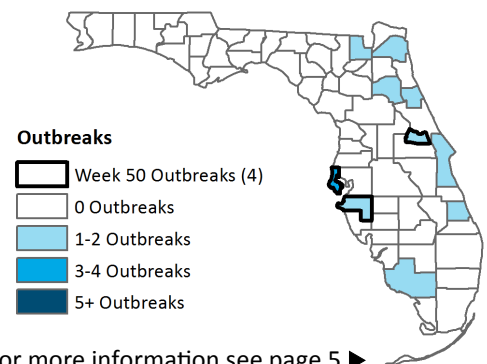 Outbreaks
Week 50 Outbreaks (4)
0 Outbreaks
1-2 Outbreaks
3-4 Outbreaks
5+ Outbreaks
or more information see page 5 ▶